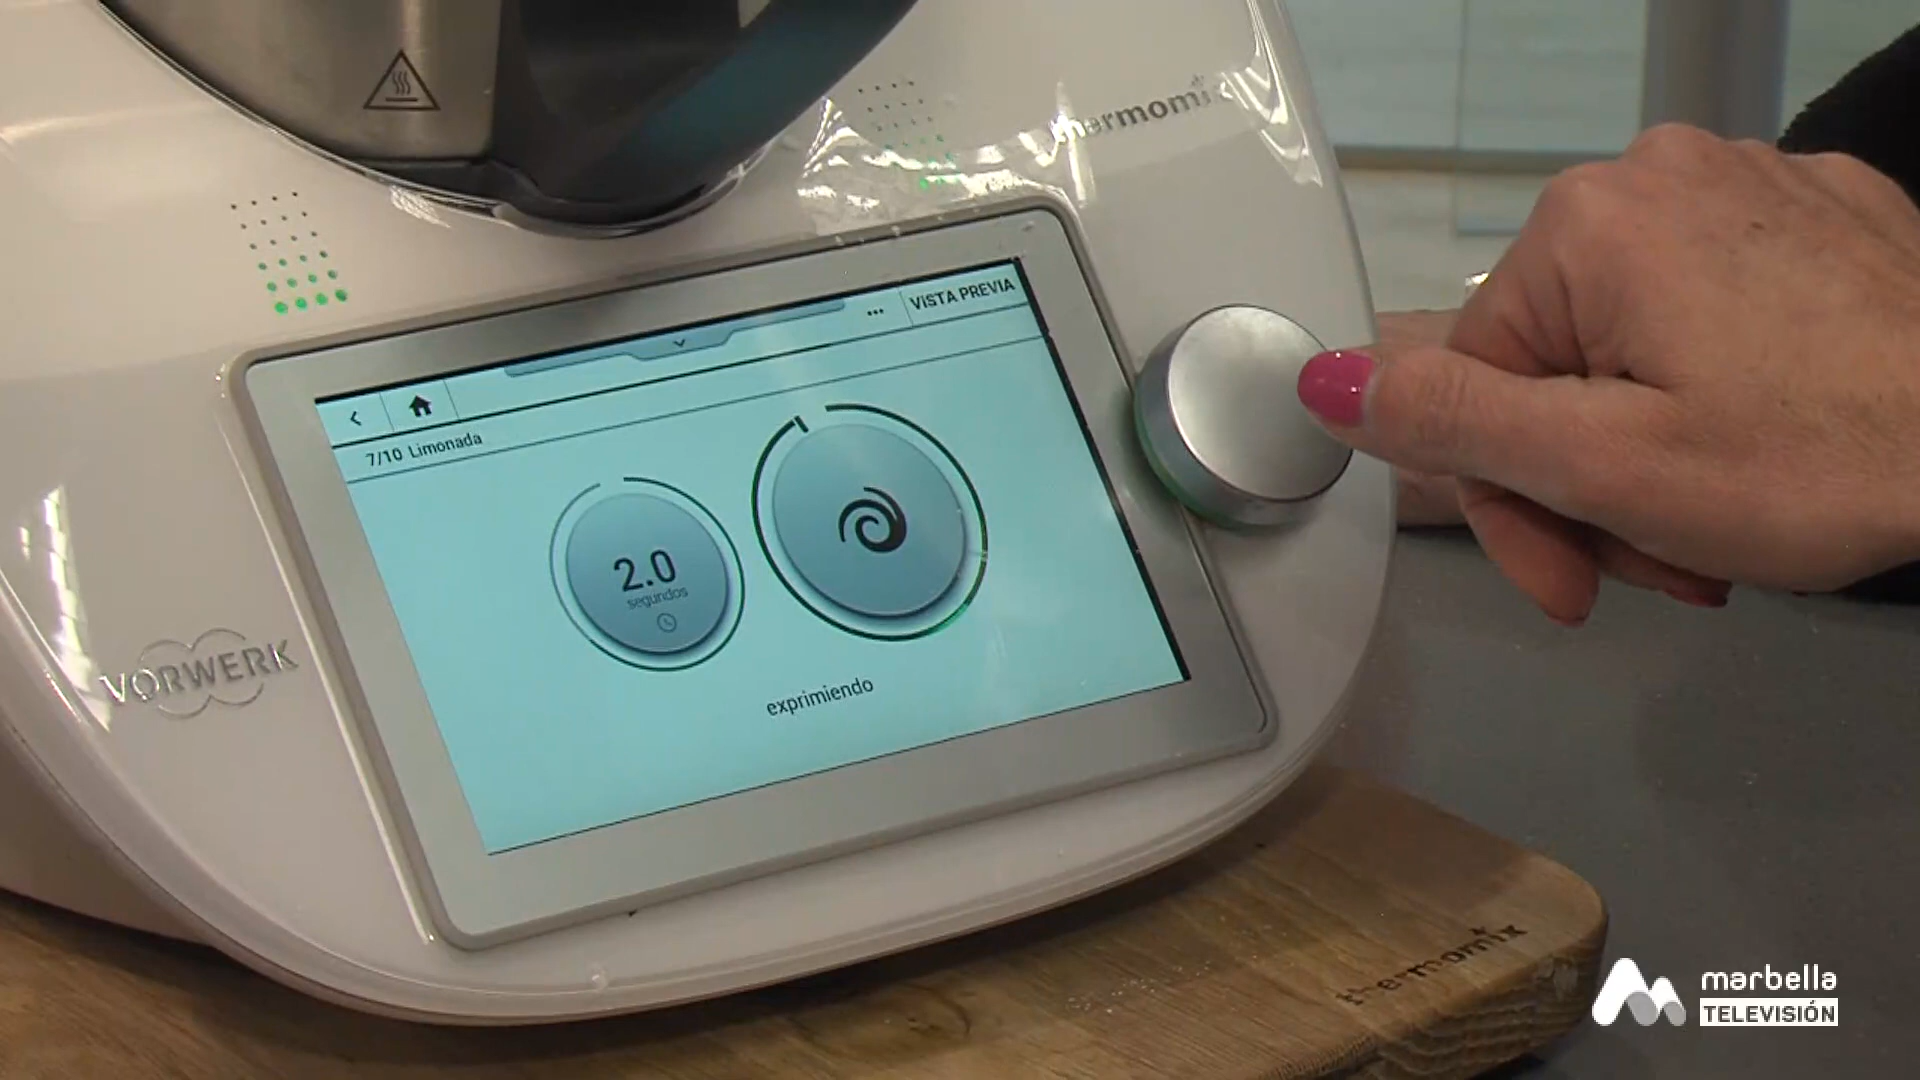 thermomix
VISTA PREVIA
7/10 Limonada
2.0
segundos
exprimiendo
VORWERK
thermomix
marbella
TELEVISIÓN